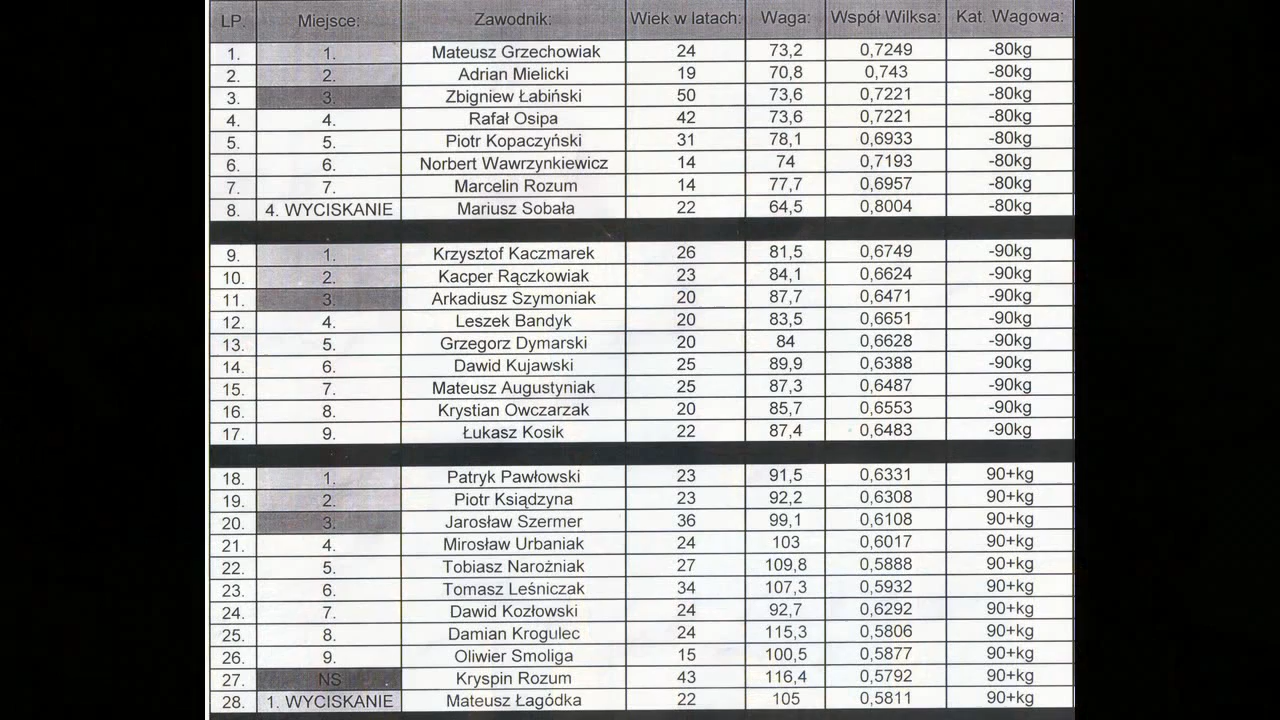 LP. Miejsce: Zawodnik: Wiek w latach: Waga: Współ Wilksa: Kat. Wagowa:
1. 1. Mateusz Grzechowiak 24 73,2 0,7249 -80kg
2. 2. Adrian Mielicki 19 70,8 0,743 -80kg
3. 3. Zbigniew Łabiński 50 73,6 0,7221 -80kg
4. 4. Rafał Osipa 42 73,6 0,7221 -80kg
5. 5. Piotr Kopaczyński 31 78,1 0,6933 -80kg
6. 6. Norbert Wawrzynkiewicz 14 74 0,7193 -80kg
7. 7. Marcelin Rozum 14 77,7 0,6957 -80kg
8. 4. WYCISKANIE Mariusz Sobała 22 64,5 0,8004 -80kg
9. 1. Krzysztof Kaczmarek 26 81,5 0,6749 -90kg
10. 2. Kacper Rączkowiak 23 84,1 0,6624 -90kg
11. 3. Arkadiusz Szymoniak 20 87,7 0,6471 -90kg
12. 4. Leszek Bandyk 20 83,5 0,6651 -90kg
13. 5. Grzegorz Dymarski 20 84 0,6628 -90kg
14. 6. Dawid Kujawski 25 89,9 0,6388 -90kg
15. 7. Mateusz Augustyniak 25 87,3 0,6487 -90kg
16. 8. Krystian Owczarzak 20 85,7 0,6553 -90kg
17. 9. Łukasz Kosik 22 87,4 0,6483 -90kg
18. 1. Patryk Pawłowski 23 91,5 0,6331 90+kg
19. 2. Piotr Ksiądzyna 23 92,2 0,6308 90+kg
20. 3. Jarosław Szermer 36 99,1 0,6108 90+kg
21. 4. Mirosław Urbaniak 24 103 0,6017 90+kg
22. 5. Tobiasz Narożniak 27 109,8 0,5888 90+kg
23. 6. Tomasz Leśniczak 34 107,3 0,5932 90+kg
24. 7. Dawid Kozłowski 24 92,7 0,6292 90+kg
25. 8. Damian Krogulec 24 115,3 0,5806 90+kg
26. 9. Oliwier Smoliga 15 100,5 0,5877 90+kg
27. NS Kryspin Rozum 43 116,4 0,5792 90+kg
28. 1. WYCISKANIE Mateusz Łagódka 22 105 0,5811 90+kg